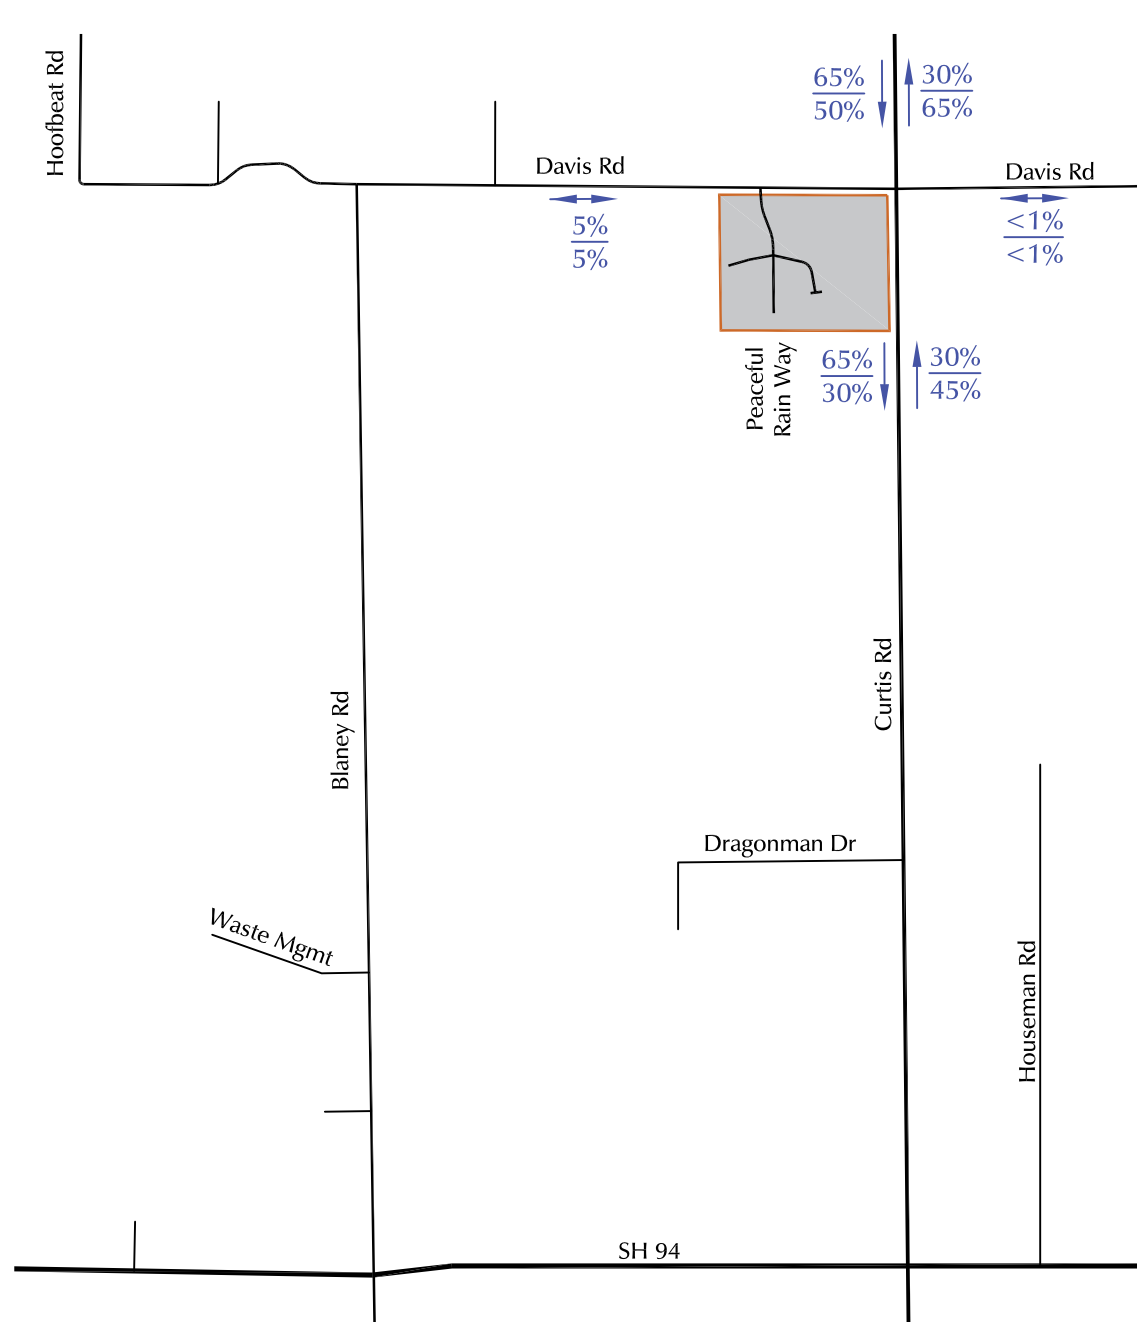 Hoofbeat Rd
65%
50%
30%
65%
Davis Rd
Davis Rd
5%
5%
<1%
<1%
Peaceful
Rain Way
65%
30%
30%
45%
Curtis Rd
Blaney Rd
Dragonman Dr
Waste Mgmt
Houseman Rd
SH 94